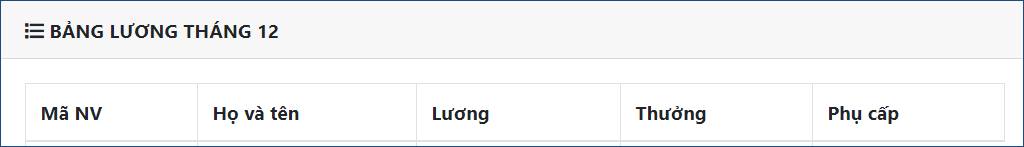 BẢNG LƯƠNG THÁNG 12
Mã NV Họ và tên Lương Thưởng Phụ cấp